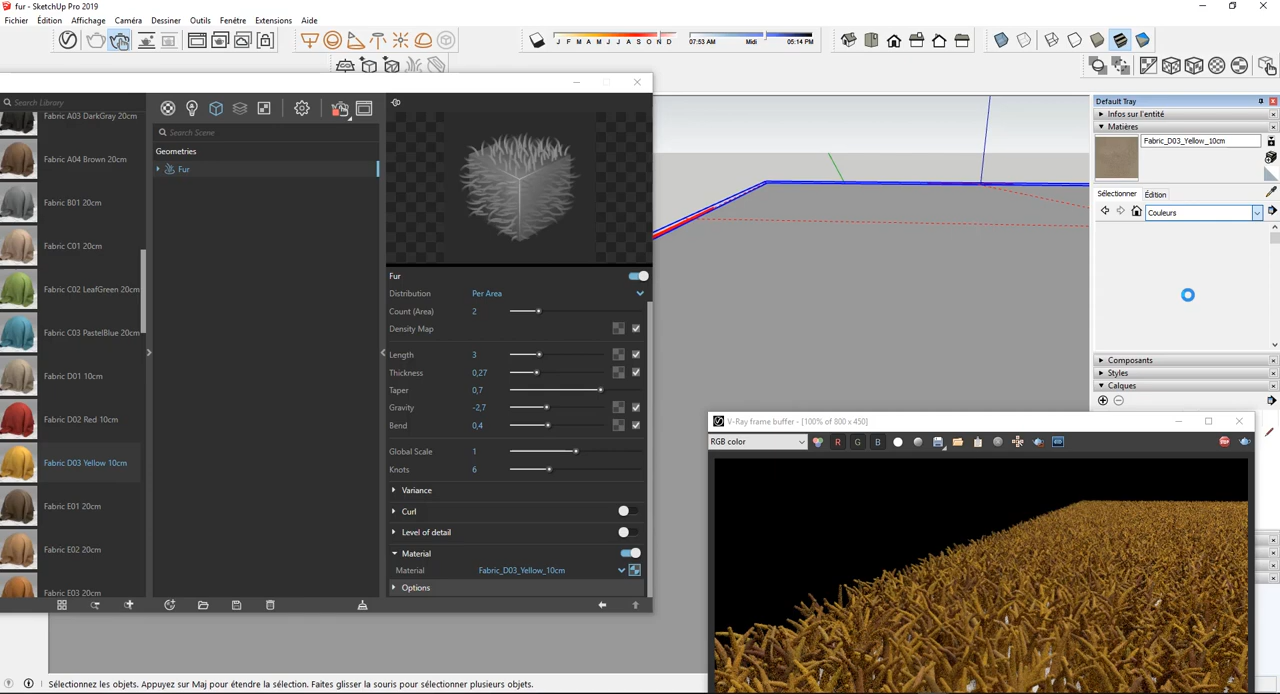 fur - SketchUp Pro 2019
Fichier Édition Affichage Caméra Dessiner Outils Fenêtre Extensions Aide
J F M A M J J A S O N D
07:53 AM Midi 05:14 PM
Search Library
Fabric A03 DarkGray 20cm
Fabric A04 Brown 20cm
Fabric B01 20cm
Fabric C01 20cm
Fabric C02 LeafGreen 20cm
Fabric C03 PastelBlue 20cm
Fabric D01 10cm
Fabric D02 Red 10cm
Fabric D03 Yellow 10cm
Fabric E01 20cm
Fabric E02 20cm
Fabric E03 20cm
Search Scene
Geometries
Fur
Fur
Distribution Per Area
Count (Area) 2
Density Map
Length 3
Thickness 0,27
Taper 0,7
Gravity -2,7
Bend 0,4
Global Scale 1
Knots 6
Variance
Curl
Level of detail
Material
Material Fabric_D03_Yellow_10cm
Options
Default Tray
Infos sur l'entité
Matières
Fabric_D03_Yellow_10cm
Sélectionner Édition
Couleurs
Composants
Styles
Calques
V-Ray frame buffer - [100% of 800 x 450]
RGB color R G B
Sélectionnez les objets. Appuyez sur Maj pour étendre la sélection. Faites glisser la souris pour sélectionner plusieurs objets.